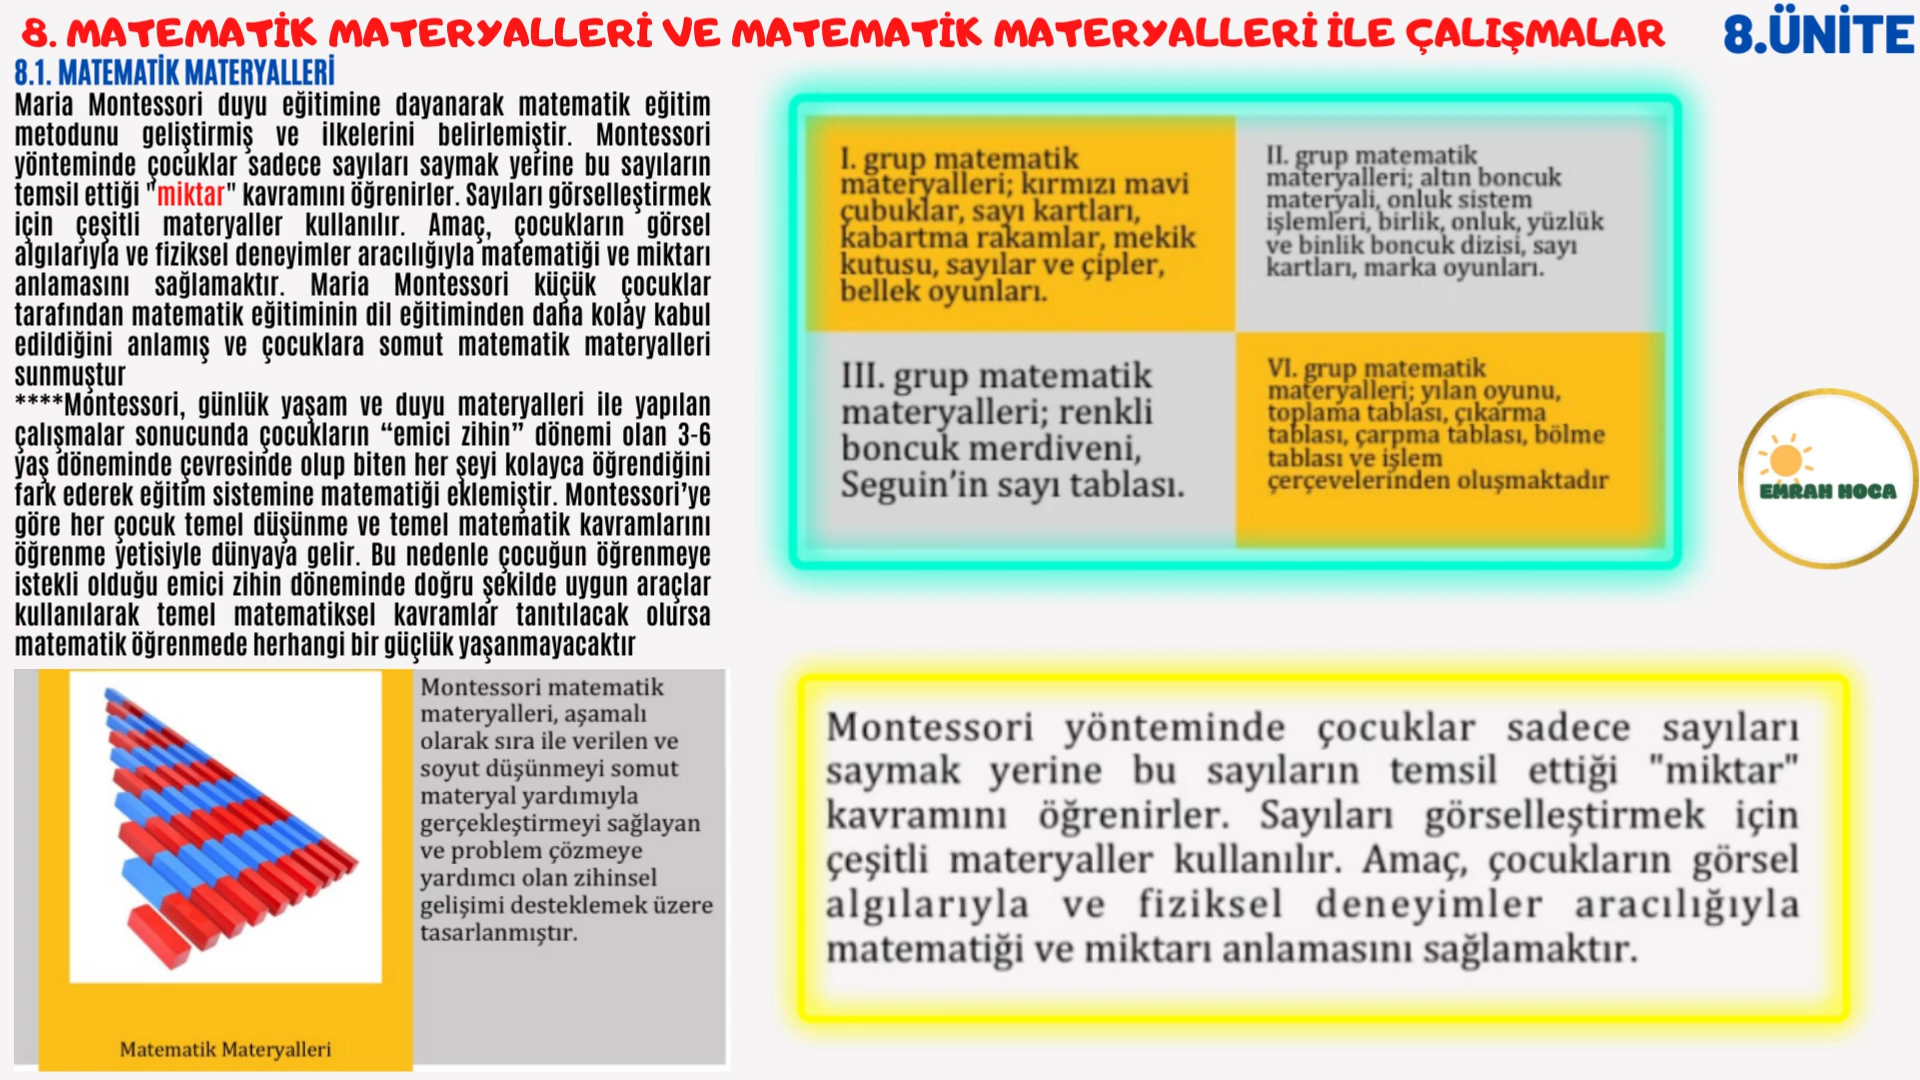 8. MATEMATİK MATERYALLERİ VE MATEMATİK MATERYALLERİ İLE ÇALIŞMALAR
8.ÜNİTE
8.1. MATEMATİK MATERYALLERİ
Maria Montessori duyu eğitimine dayanarak matematik eğitim
metodunu geliştirmiş ve ilkelerini belirlemiştir. Montessori
yönteminde çocuklar sadece sayıları saymak yerine bu sayıların
temsil ettiği "miktar" kavramını öğrenirler. Sayıları görselleştirmek
için çeşitli materyaller kullanılır. Amaç, çocukların görsel
algılarıyla ve fiziksel deneyimler aracılığıyla matematiği ve miktarı
anlamasını sağlamaktır. Maria Montessori küçük çocuklar
tarafından matematik eğitiminin dil eğitiminden daha kolay kabul
edildiğini anlamış ve çocuklara somut matematik materyalleri
sunmuştur
****Montessori, günlük yaşam ve duyu materyalleri ile yapılan
çalışmalar sonucunda çocukların “emici zihin” dönemi olan 3-6
yaş döneminde çevresinde olup biten her şeyi kolayca öğrendiğini
fark ederek eğitim sistemine matematiği eklemiştir. Montessori’ye
göre her çocuk temel düşünme ve temel matematik kavramlarını
öğrenme yetisiyle dünyaya gelir. Bu nedenle çocuğun öğrenmeye
istekli olduğu emici zihin döneminde doğru şekilde uygun araçlar
kullanılarak temel matematiksel kavramlar tanıtılacak olursa
matematik öğrenmede herhangi bir güçlük yaşanmayacaktır
Matematik Materyalleri
Montessori matematik
materyalleri, aşamalı
olarak sıra ile verilen ve
soyut düşünmeyi somut
materyal yardımıyla
gerçekleştirmeyi sağlayan
ve problem çözmeye
yardımcı olan zihinsel
gelişimi desteklemek üzere
tasarlanmıştır.
I. grup matematik
materyalleri; kırmızı mavi
çubuklar, sayı kartları,
kabartma rakamlar, mekik
kutusu, sayılar ve çipler,
bellek oyunları.
II. grup matematik
materyalleri; altın boncuk
materyali, onluk sistem
işlemleri, birlik, onluk, yüzlük
ve binlik boncuk dizisi, sayı
kartları, marka oyunları.
III. grup matematik
materyalleri; renkli
boncuk merdiveni,
Seguin’in sayı tablası.
VI. grup matematik
materyalleri; yılan oyunu,
toplama tablası, çıkarma
tablası, çarpma tablası, bölme
tablası ve işlem
çerçevelerinden oluşmaktadır
EMRAH HOCA
Montessori yönteminde çocuklar sadece sayıları
saymak yerine bu sayıların temsil ettiği "miktar"
kavramını öğrenirler. Sayıları görselleştirmek için
çeşitli materyaller kullanılır. Amaç, çocukların görsel
algılarıyla ve fiziksel deneyimler aracılığıyla
matematiği ve miktarı anlamasını sağlamaktır.